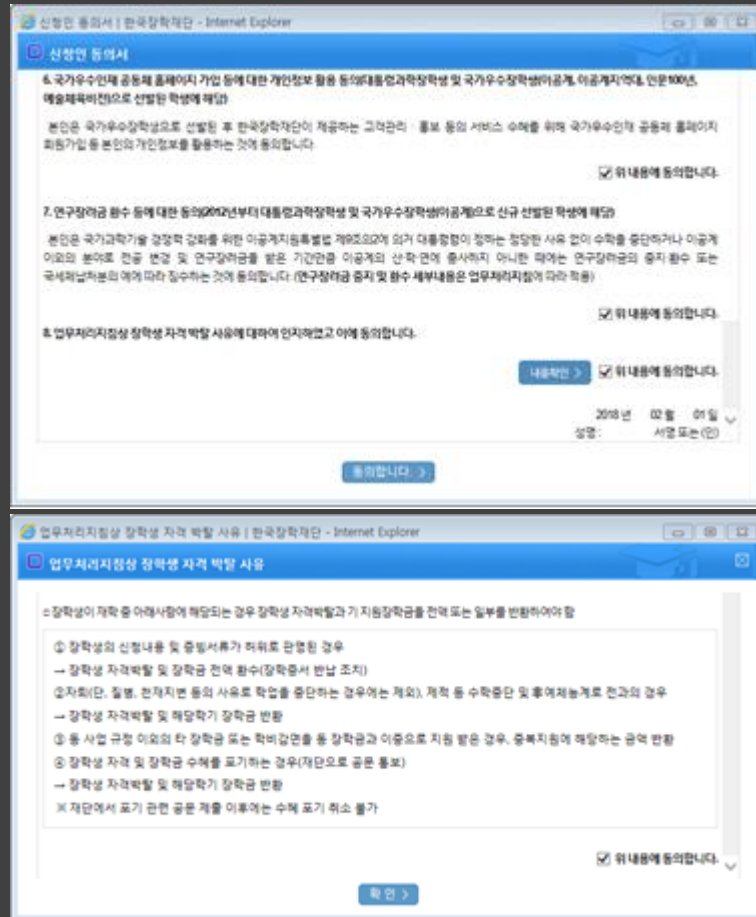 신청인 동의서 | 한국장학재단 - Internet Explorer
신청인 동의서
6. 국가우수인재 공동체 홈페이지 가입 등에 대한 개인정보 활용 동의(대통령과학장학생 및 국가우수장학생(이공계, 이공계지역대, 인문100년,
예술체육비전)으로 선발된 학생에 해당)
본인은 국가우수장학생으로 선발된 후 한국장학재단이 제공하는 고객관리ㆍ홍보 등의 서비스 수혜를 위해 국가우수인재 공동체 홈페이지
회원가입 등 본인의 개인정보를 활용하는 것에 동의합니다.
위 내용에 동의합니다.
7. 연구장려금 환수 등에 대한 동의(2012년부터 대통령과학장학생 및 국가우수장학생(이공계)으로 신규 선발된 학생에 해당)
본인은 국가과학기술 경쟁력 강화를 위한 이공계지원특별법 제9조의2에 의거 대통령령이 정하는 정당한 사유 없이 수학을 중단하거나 이공계
이외의 분야로 전공 변경 및 연구장려금을 받은 기간만큼 이공계의 산·학·연에 종사하지 아니한 때에는 연구장려금의 중지·환수 또는
국세체납처분의 예에 따라 징수하는 것에 동의합니다. (연구장려금 중지 및 환수 세부내용은 업무처리지침에 따라 적용)
위 내용에 동의합니다.
8. 업무처리지침상 장학생 자격 박탈 사유에 대하여 인지하였고 이에 동의합니다.
내용확인 >
위 내용에 동의합니다.
2018 년 02 월 01 일
성명 : 서명 또는 (인)
동의합니다. >
업무처리지침상 장학생 자격 박탈 사유 | 한국장학재단 - Internet Explorer
업무처리지침상 장학생 자격 박탈 사유
장학생이 재학 중 아래사항에 해당되는 경우 장학생 자격박탈과 기 지원장학금을 전액 또는 일부를 반환하여야 함
① 장학생의 신청내용 및 증빙서류가 허위로 판명된 경우
→ 장학생 자격박탈 및 장학금 전액 환수(장학증서 반납 조치)
②자퇴(단, 질병, 천재지변 등의 사유로 학업을 중단하는 경우에는 제외), 제적 등 수학중단 및 非예체능계로 전과의 경우
→ 장학생 자격박탈 및 해당학기 장학금 반환
③ 동 사업 규정 이외의 타 장학금 또는 학비감면을 동 장학금과 이중으로 지원 받은 경우, 중복지원에 해당하는 금액 반환
④ 장학생 자격 및 장학금 수혜를 포기하는 경우(재단으로 공문 통보)
→ 장학생 자격박탈 및 해당학기 장학금 반환
※ 재단에서 포기 관련 공문 제출 이후에는 수혜 포기 취소 불가
위 내용에 동의합니다.
확인 >